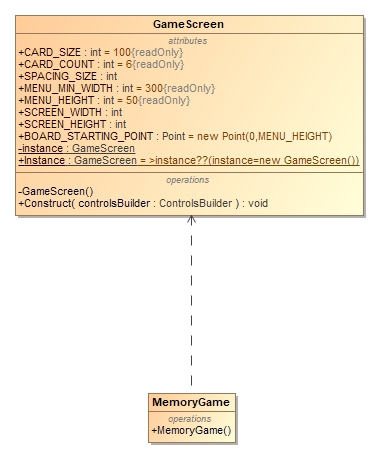 GameScreen
attributes
+CARD_SIZE : int = 100{readOnly}
+CARD_COUNT : int = 6{readOnly}
+SPACING_SIZE : int
+MENU_MIN_WIDTH : int = 300{readOnly}
+MENU_HEIGHT : int = 50{readOnly}
+SCREEN_WIDTH : int
+SCREEN_HEIGHT : int
+BOARD_STARTING_POINT : Point = new Point(0,MENU_HEIGHT)
-instance : GameScreen
+Instance : GameScreen = >instance??(instance=new GameScreen())
operations
-GameScreen()
+Construct( controlsBuilder : ControlsBuilder ) : void
MemoryGame
operations
+MemoryGame()